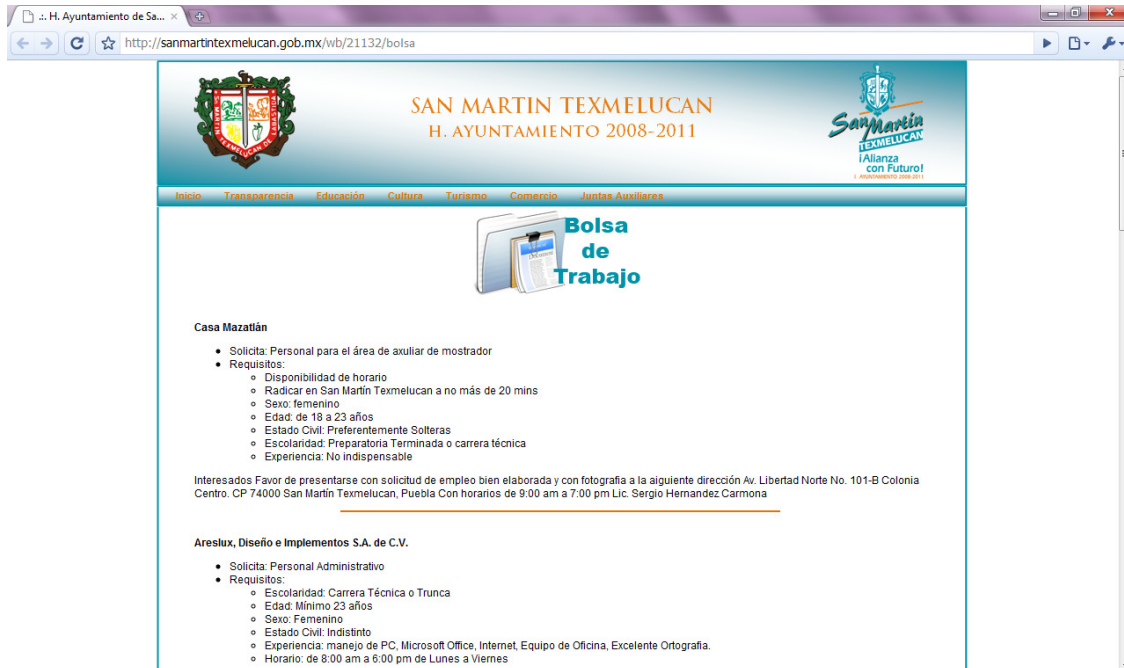 .:. H. Ayuntamiento de Sa...
http://sanmartintexmelucan.gob.mx/wb/21132/bolsa
SAN MARTIN TEXMELUCAN
H. AYUNTAMIENTO 2008-2011
San Martín
TEXMELUCAN
¡Alianza
con Futuro!
H. AYUNTAMIENTO 2008-2011
Inicio Transparencia Educación Cultura Turismo Comercio Juntas Auxiliares
Bolsa
de
Trabajo
Casa Mazatlán
Solicita: Personal para el área de axuliar de mostrador
Requisitos:
Disponibilidad de horario
Radicar en San Martín Texmelucan a no más de 20 mins
Sexo: femenino
Edad: de 18 a 23 años
Estado Civil: Preferentemente Solteras
Escolaridad: Preparatoria Terminada o carrera técnica
Experiencia: No indispensable
Interesados Favor de presentarse con solicitud de empleo bien elaborada y con fotografia a la aiguiente dirección Av. Libertad Norte No. 101-B Colonia
Centro. CP 74000 San Martín Texmelucan, Puebla Con horarios de 9:00 am a 7:00 pm Lic. Sergio Hernandez Carmona
Areslux, Diseño e Implementos S.A. de C.V.
Solicita: Personal Administrativo
Requisitos:
Escolaridad: Carrera Técnica o Trunca
Edad: Mínimo 23 años
Sexo: Femenino
Estado Civil: Indistinto
Experiencia: manejo de PC, Microsoft Office, Internet, Equipo de Oficina, Excelente Ortografia.
Horario: de 8:00 am a 6:00 pm de Lunes a Viernes